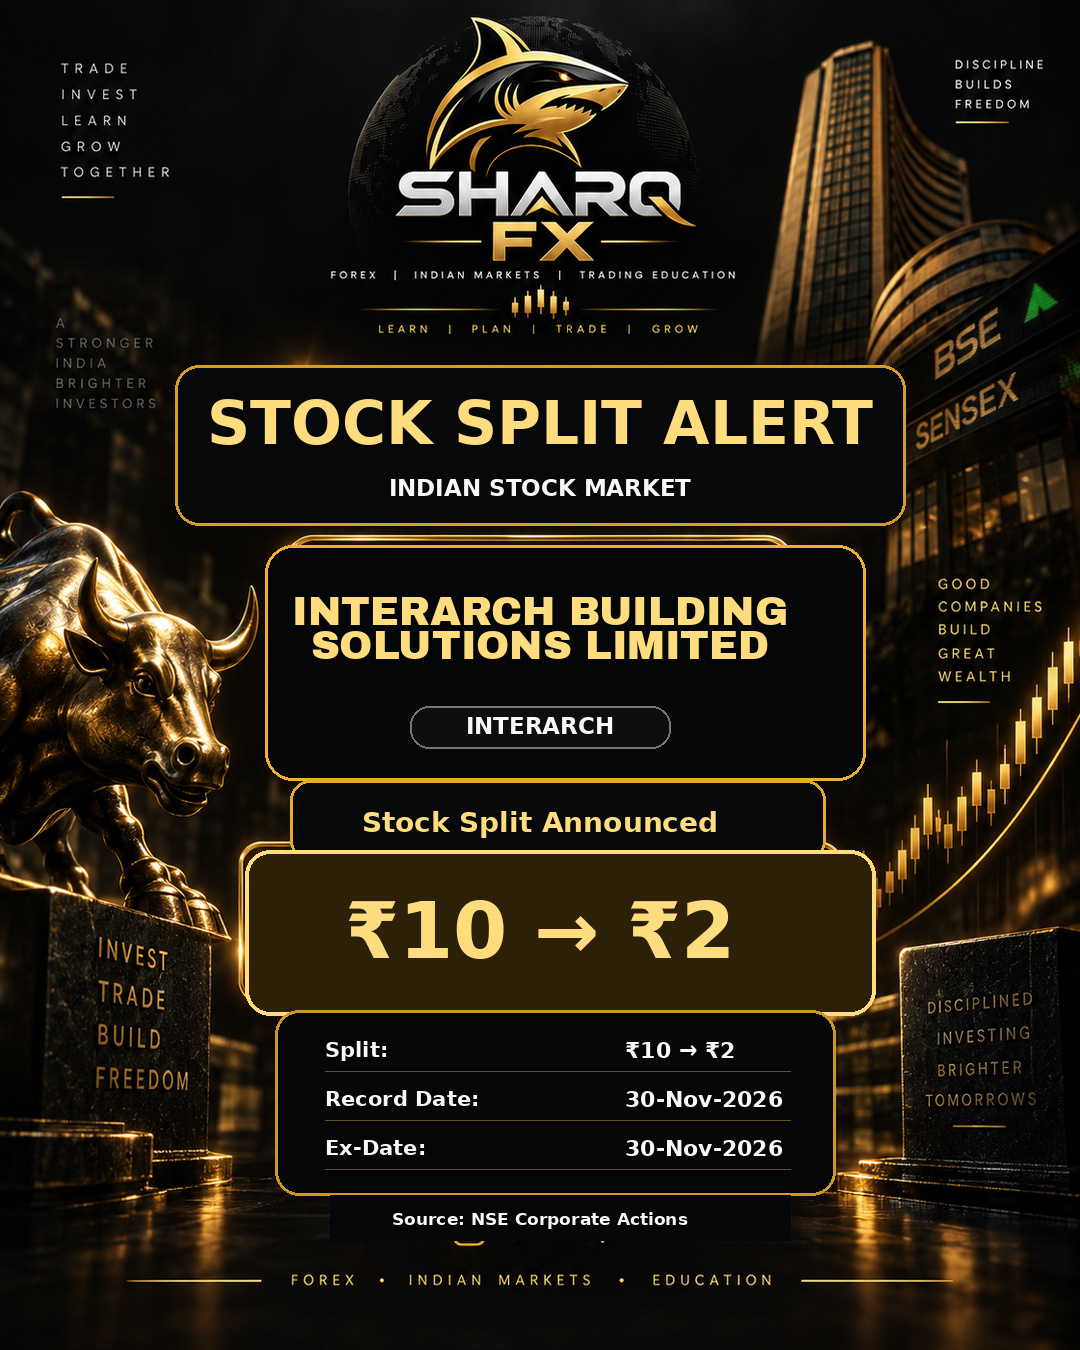 TRADE
INVEST
LEARN
GROW
TOGETHER
SHARQ
FX
FOREX | INDIAN MARKETS | TRADING EDUCATION
LEARN | PLAN | TRADE | GROW
DISCIPLINE
BUILDS
FREEDOM
A
STRONGER
INDIA
BRIGHTER
INVESTORS
BSE
SENSEX
STOCK SPLIT ALERT
INDIAN STOCK MARKET
INTERARCH BUILDING
SOLUTIONS LIMITED
INTERARCH
GOOD
COMPANIES
BUILD
GREAT
WEALTH
Stock Split Announced
₹10 → ₹2
INVEST
TRADE
BUILD
FREEDOM
DISCIPLINED
INVESTING
BRIGHTER
TOMORROWS
Split: ₹10 → ₹2
Record Date: 30-Nov-2026
Ex-Date: 30-Nov-2026
Source: NSE Corporate Actions
FOREX • INDIAN MARKETS • EDUCATION